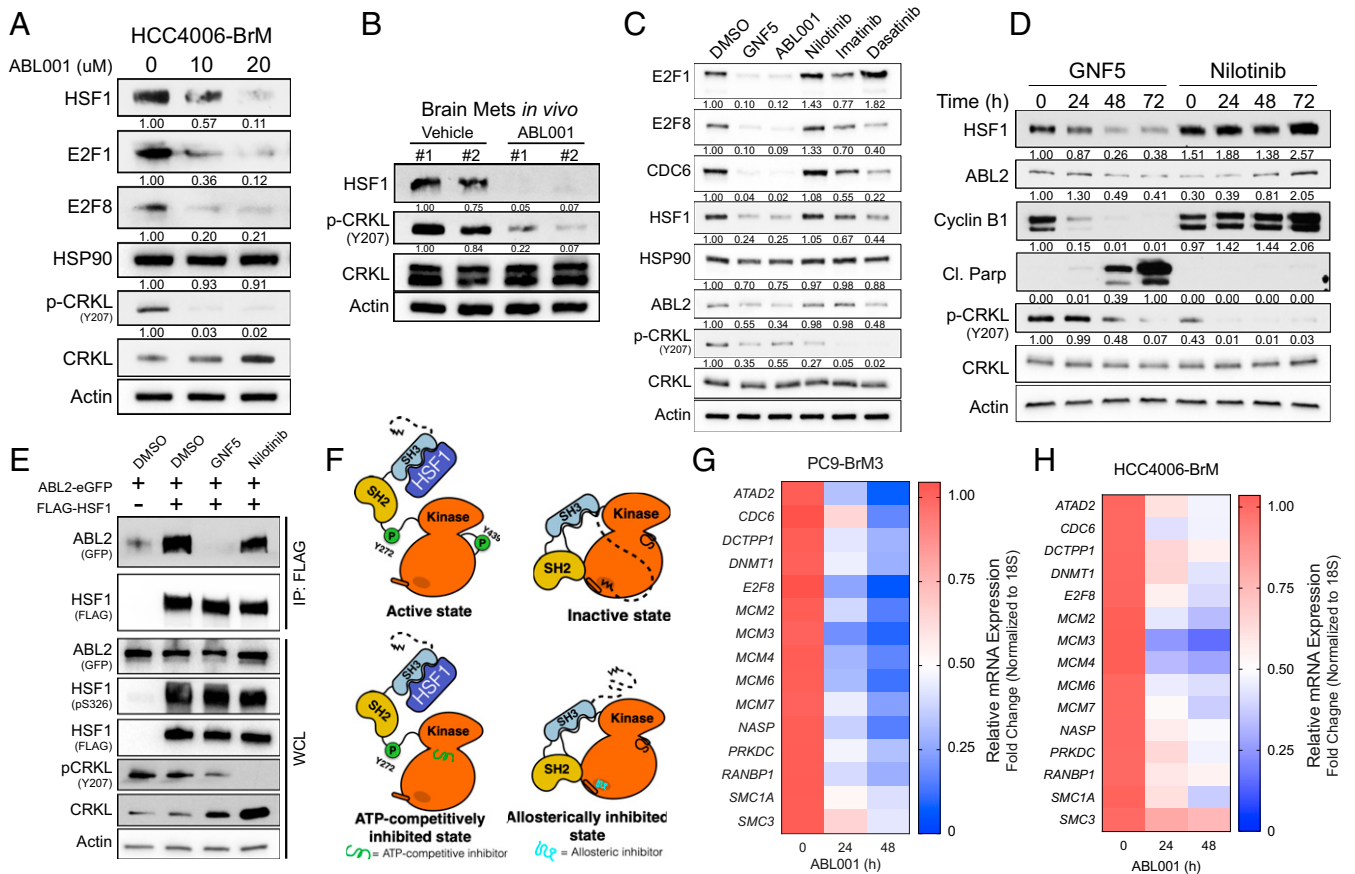 A
HCC4006-BrM
ABL001 (uM) 0 10 20
HSF1
1.00 0.57 0.11
E2F1
1.00 0.36 0.12
E2F8
1.00 0.20 0.21
HSP90
1.00 0.93 0.91
p-CRKL
(Y207)
1.00 0.03 0.02
CRKL
Actin
B
Brain Mets in vivo
Vehicle ABL001
#1 #2 #1 #2
HSF1
1.00 0.75 0.05 0.07
p-CRKL
(Y207)
1.00 0.84 0.22 0.07
CRKL
Actin
C
DMSO GNF5 ABL001 Nilotinib Imatinib Dasatinib
E2F1
1.00 0.10 0.12 1.43 0.77 1.82
E2F8
1.00 0.10 0.09 1.33 0.70 0.40
CDC6
1.00 0.04 0.02 1.08 0.55 0.22
HSF1
1.00 0.24 0.25 1.05 0.67 0.44
HSP90
1.00 0.70 0.75 0.97 0.98 0.88
ABL2
1.00 0.55 0.34 0.98 0.98 0.48
p-CRKL
(Y207)
1.00 0.35 0.55 0.27 0.05 0.02
CRKL
Actin
D
GNF5 Nilotinib
Time (h) 0 24 48 72 0 24 48 72
HSF1
1.00 0.87 0.26 0.38 1.51 1.88 1.38 2.57
ABL2
1.00 1.30 0.49 0.41 0.30 0.39 0.81 2.05
Cyclin B1
1.00 0.15 0.01 0.01 0.97 1.42 1.44 2.06
Cl. Parp
0.00 0.01 0.39 1.00 0.00 0.00 0.00 0.00
p-CRKL
(Y207)
1.00 0.99 0.48 0.07 0.43 0.01 0.01 0.03
CRKL
Actin
E
DMSO DMSO GNF5 Nilotinib
ABL2-eGFP + + + +
FLAG-HSF1 - + + +
ABL2
(GFP)
HSF1
(FLAG)
IP: FLAG
ABL2
(GFP)
HSF1
(pS326)
HSF1
(FLAG)
pCRKL
(Y207)
CRKL
Actin
WCL
F
SH3
HSF1
SH2
Kinase
P
Y272
P
Y439
Active state
SH3
Kinase
SH2
Inactive state
SH3
HSF1
SH2
Kinase
P
Y272
ATP-competitively
inhibited state
= ATP-competitive inhibitor
SH3
Kinase
SH2
Allosterically inhibited
state
= Allosteric inhibitor
G
PC9-BrM3
ATAD2
CDC6
DCTPP1
DNMT1
E2F8
MCM2
MCM3
MCM4
MCM6
MCM7
NASP
PRKDC
RANBP1
SMC1A
SMC3
0 24 48
ABL001 (h)
1.00
0.75
0.50
0.25
0
Relative mRNA Expression
Fold Change (Normalized to 18S)
H
HCC4006-BrM
ATAD2
CDC6
DCTPP1
DNMT1
E2F8
MCM2
MCM3
MCM4
MCM6
MCM7
NASP
PRKDC
RANBP1
SMC1A
SMC3
0 24 48
ABL001 (h)
1.00
0.75
0.50
0.25
0
Relative mRNA Expression
Fold Chagne (Normalized to 18S)